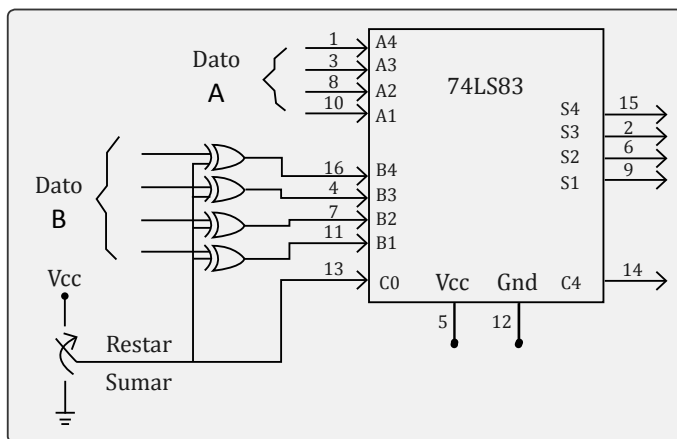 Dato
A
1 A4
3 A3
8 A2
10 A1
74LS83
S4 15
S3 2
S2 6
S1 9
Dato
B
16 B4
4 B3
7 B2
11 B1
13 C0
Vcc Gnd
C4 14
5 12
Vcc
Restar
Sumar